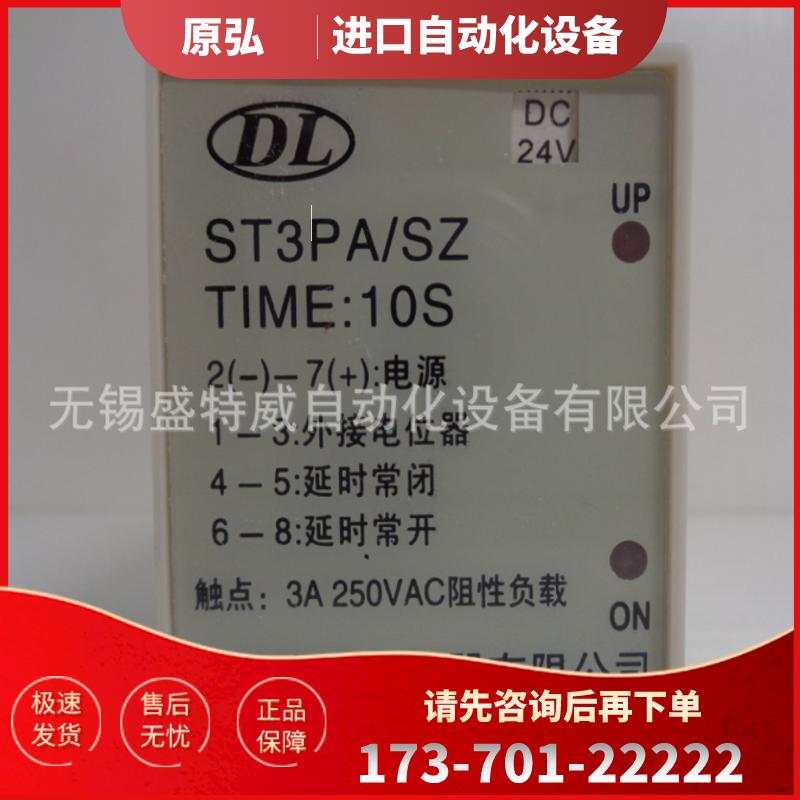 原弘 进口自动化设备
DL
DC
24V
UP
ST3PA/SZ
TIME:10S
2(-)-7(+):电源
无锡盛特威自动化设备有限公司
1-3:外接电位器
4-5:延时常闭
6-8:延时常开
触点: 3A 250VAC阻性负载
ON
有限公司
极速
发货
售后
无忧
正品
保障
请先咨询后再下单
173-701-22222